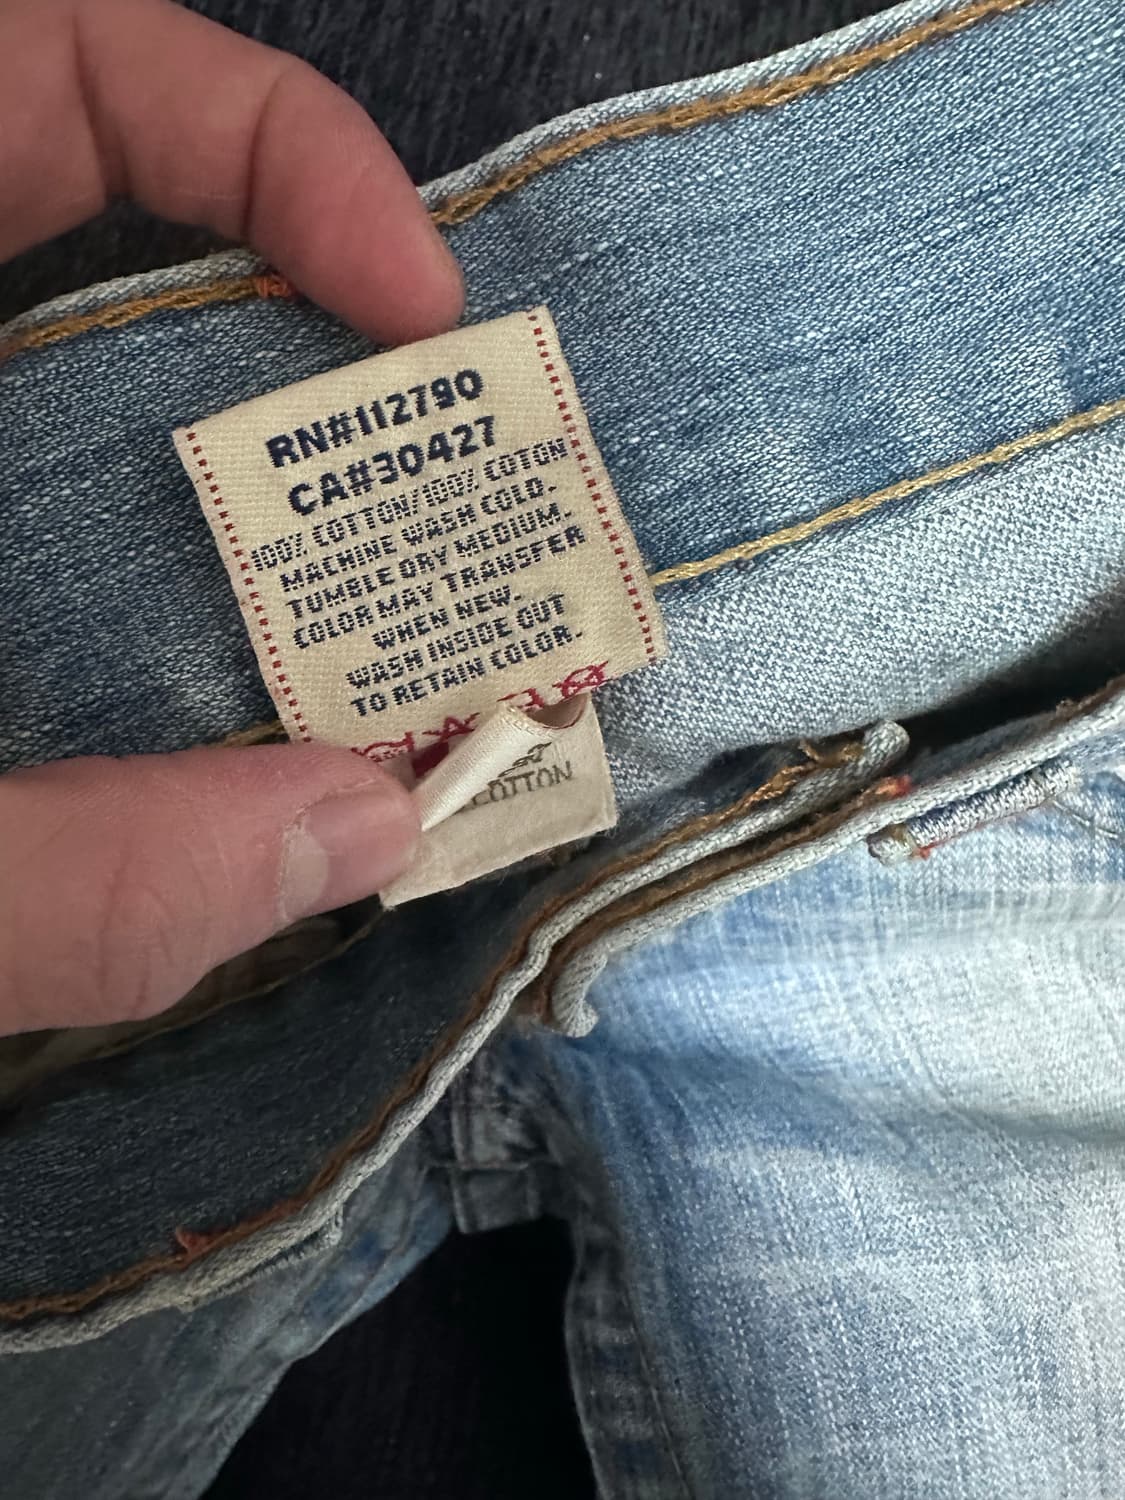 RN#112790
CA#30427
100% COTTON/100% COTON
MACHINE WASH COLD.
TUMBLE DRY MEDIUM.
COLOR MAY TRANSFER
WHEN NEW.
WASH INSIDE OUT
TO RETAIN COLOR.
COTTON